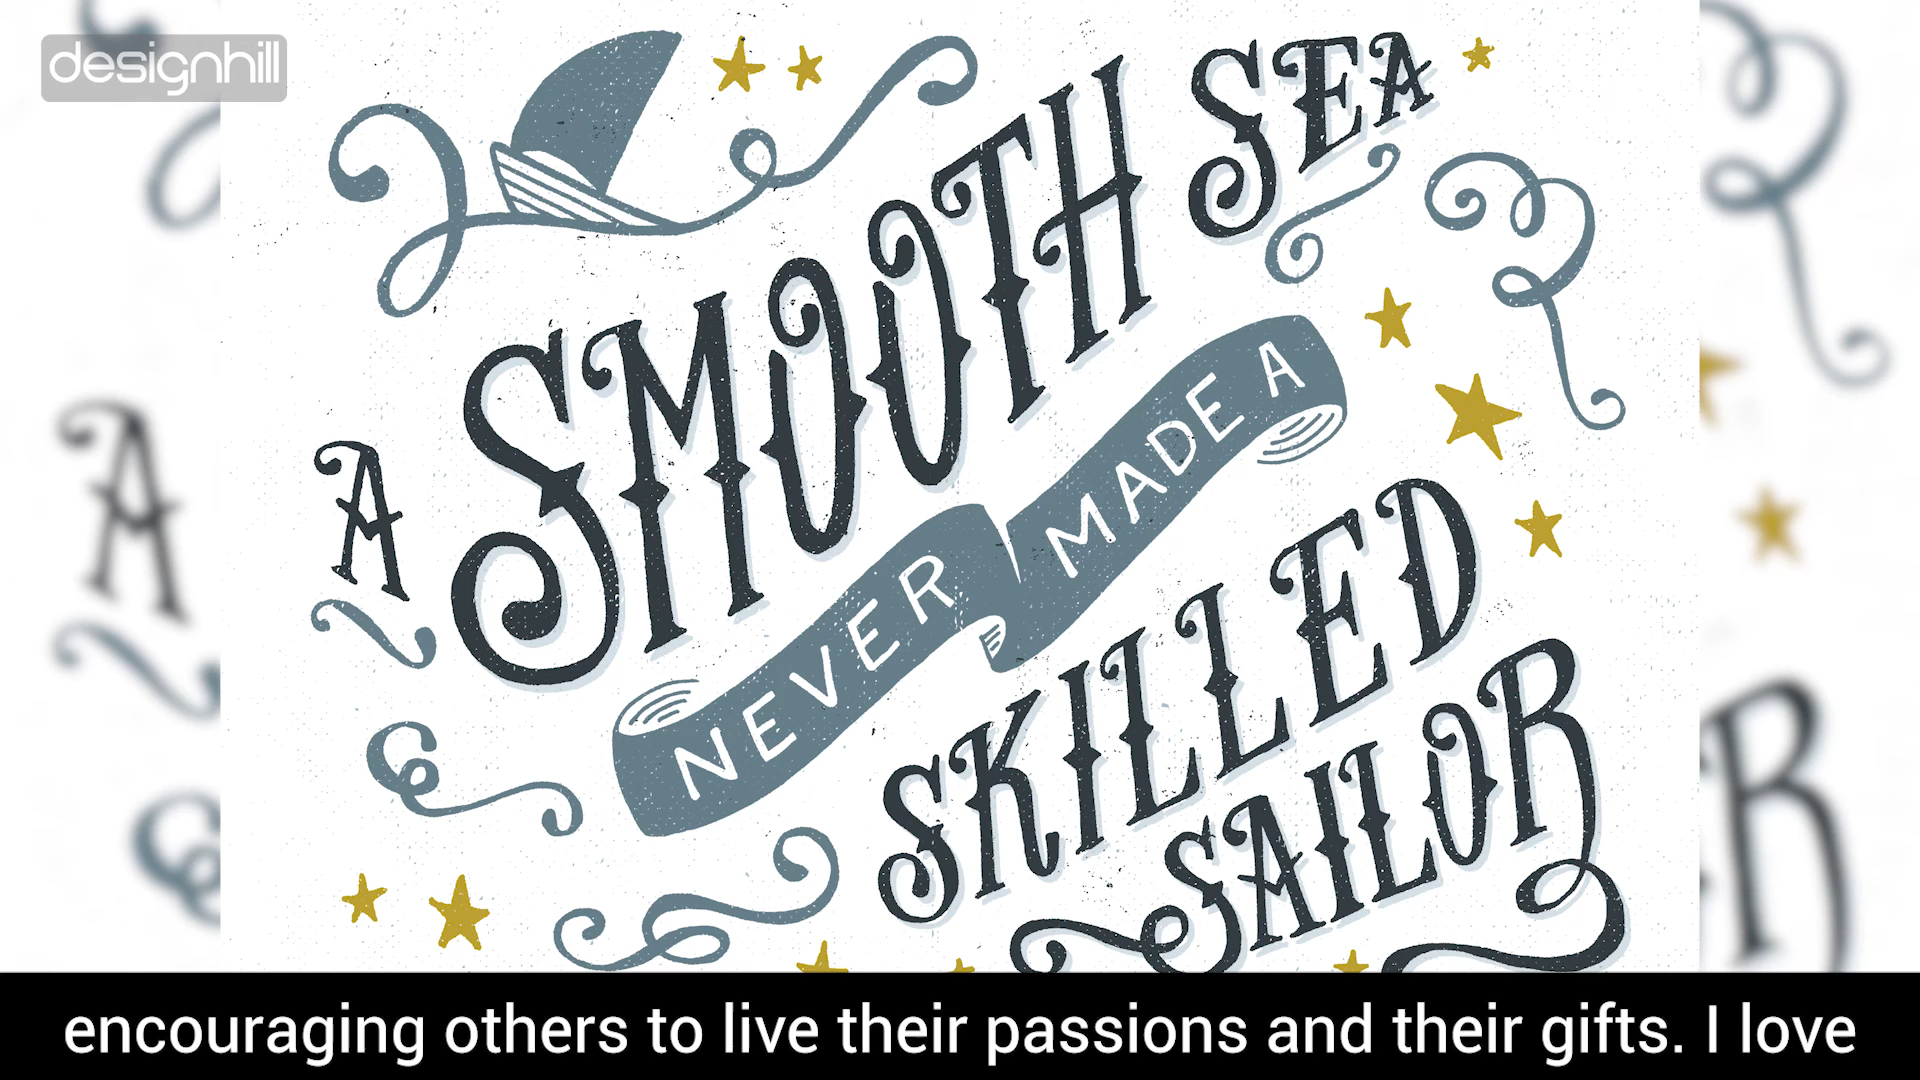 designhill
A SMOOTH SEA
NEVER MADE A
SKILLED
SAILOR
encouraging others to live their passions and their gifts. I love